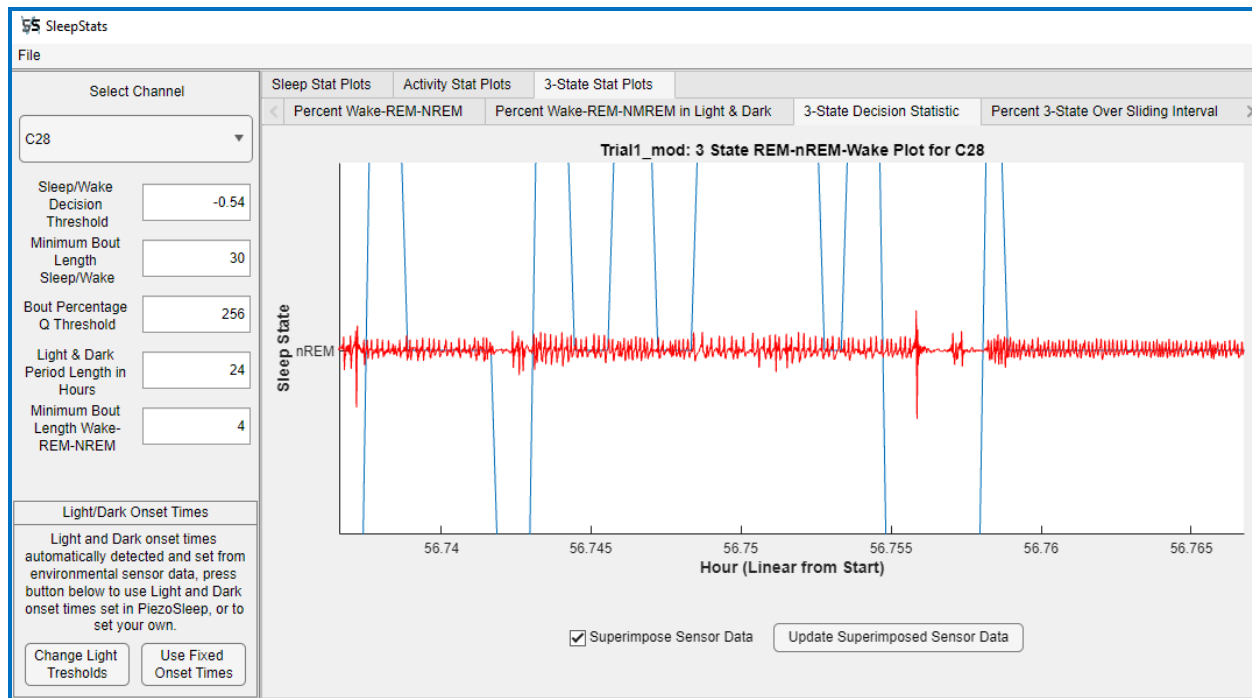 SleepStats
File
Select Channel
C28
Sleep/Wake
Decision
Threshold
-0.54
Minimum Bout
Length
Sleep/Wake
30
Bout Percentage
Q Threshold
256
Light & Dark
Period Length in
Hours
24
Minimum Bout
Length Wake-
REM-NREM
4
Light/Dark Onset Times
Light and Dark onset times
automatically detected and set from
environmental sensor data, press
button below to use Light and Dark
onset times set in PiezoSleep, or to
set your own.
Change Light
Tresholds
Use Fixed
Onset Times
Sleep Stat Plots
Activity Stat Plots
3-State Stat Plots
Percent Wake-REM-NREM
Percent Wake-REM-NMREM in Light & Dark
3-State Decision Statistic
Percent 3-State Over Sliding Interval
Trial1_mod: 3 State REM-nREM-Wake Plot for C28
Sleep State
nREM
56.74
56.745
56.75
56.755
56.76
56.765
Hour (Linear from Start)
Superimpose Sensor Data
Update Superimposed Sensor Data